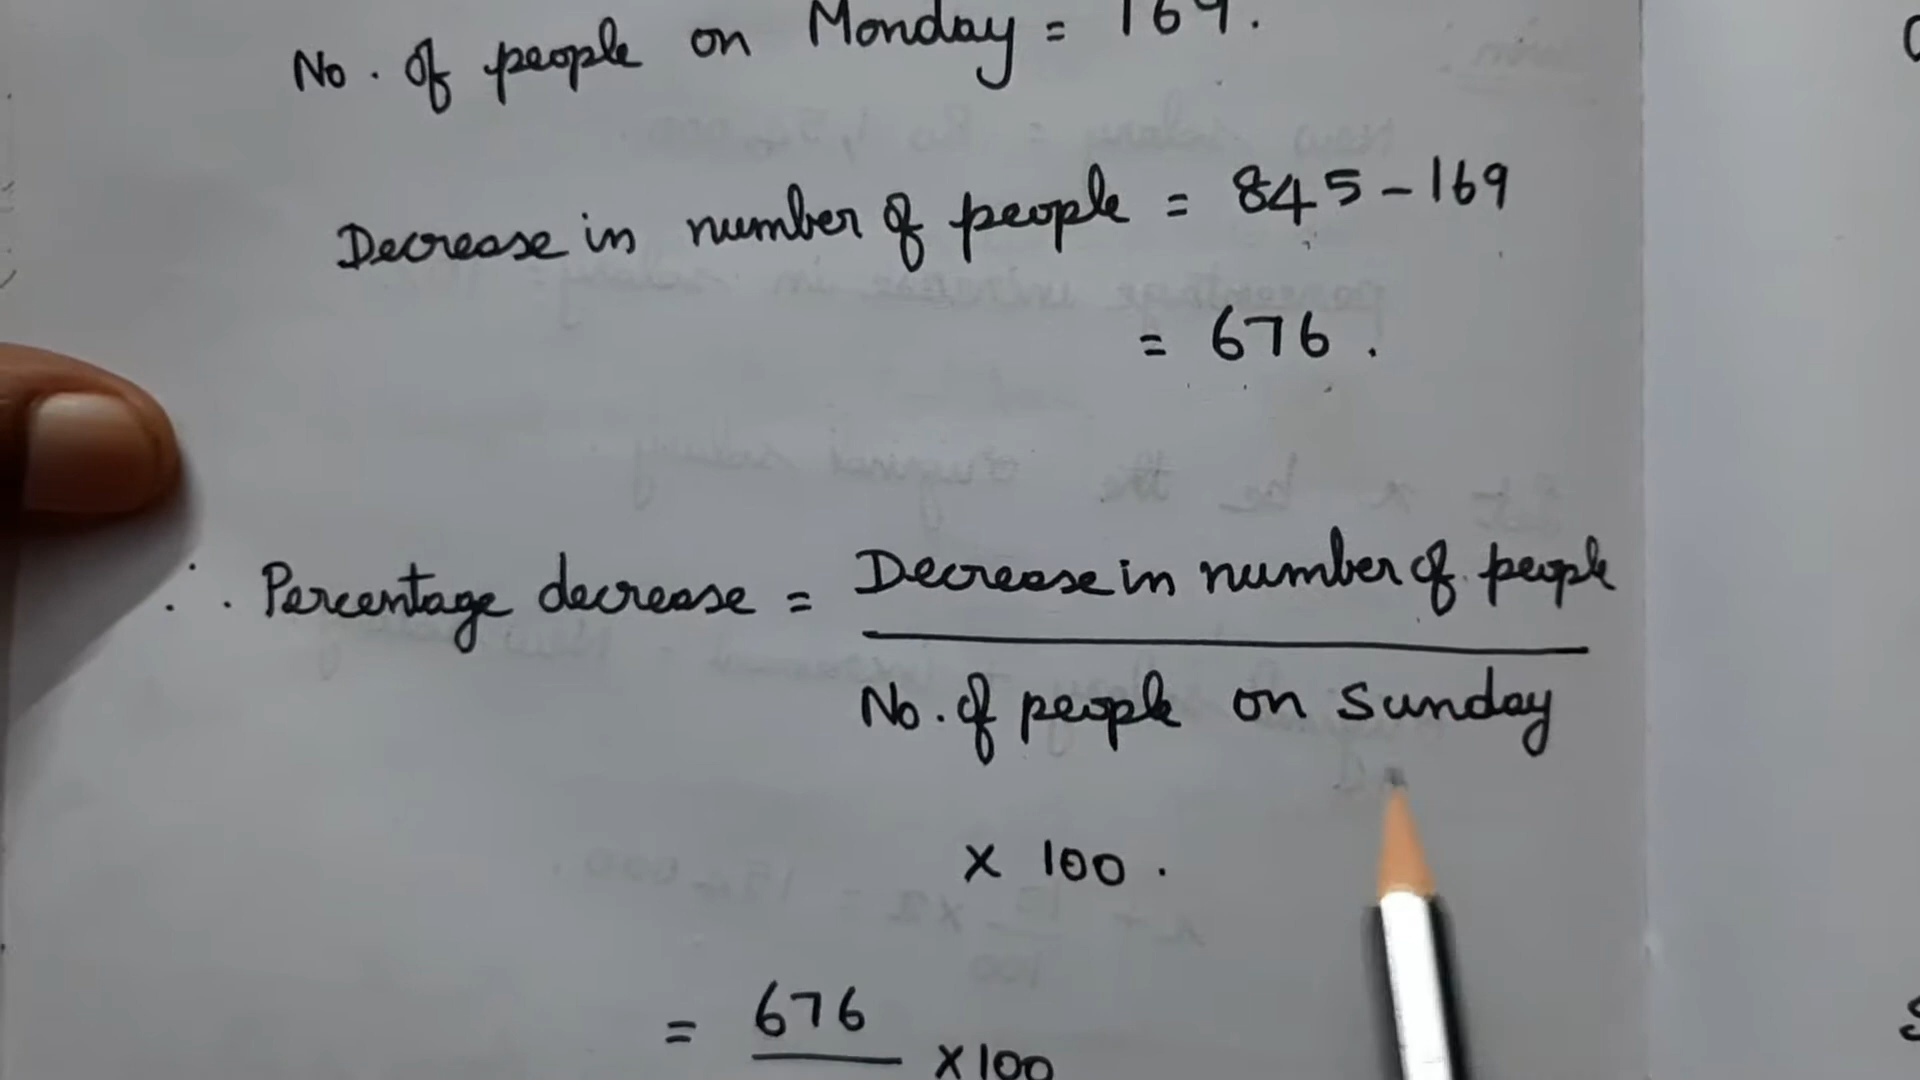 No. of people on Monday = 169.
Decrease in number of people = 845 - 169
= 676.
∴ Percentage decrease = Decrease in number of people
No. of people on Sunday
x 100.
= 676
x 100